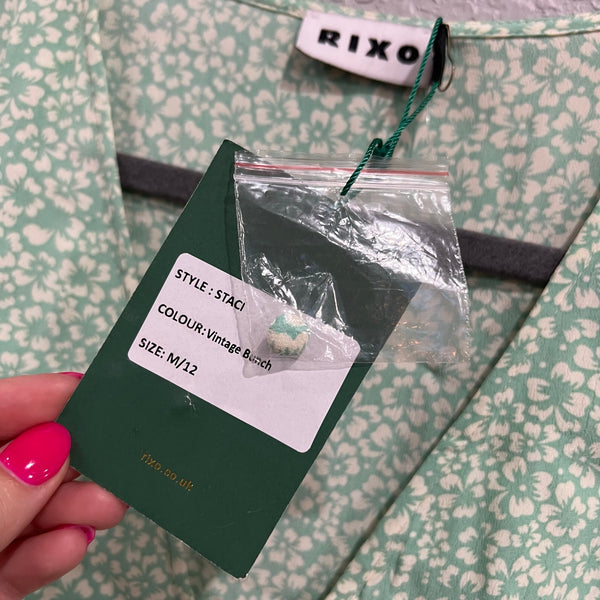 RIXO
STYLE : STACI
COLOUR: Vintage Bunch
SIZE: M/12
rixo.co.uk